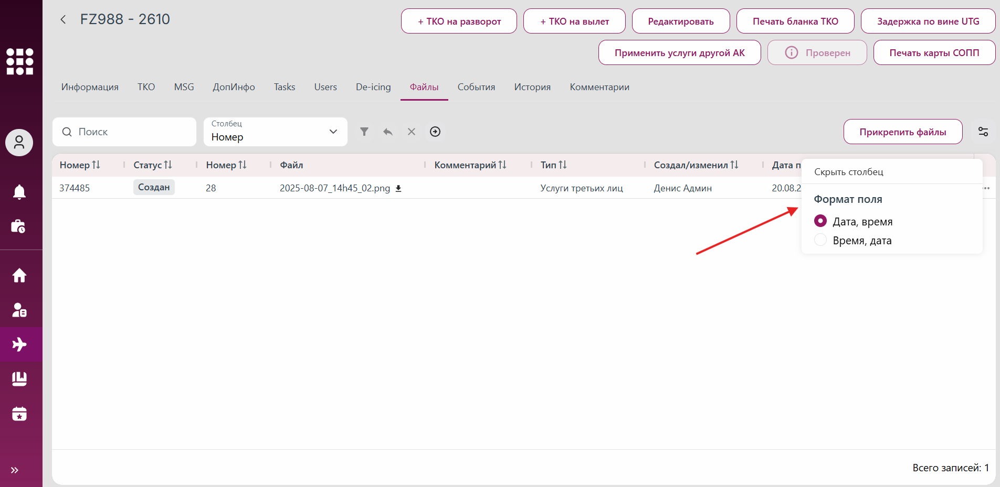 FZ988 - 2610
+ ТКО на разворот
+ ТКО на вылет
Редактировать
Печать бланка ТКО
Задержка по вине UTG
Применить услуги другой АК
Проверен
Печать карты СОПП
Информация
ТКО
MSG
ДопИнфо
Tasks
Users
De-icing
Файлы
События
История
Комментарии
Поиск
Столбец
Номер
Прикрепить файлы
Номер
Статус
Номер
Файл
Комментарий
Тип
Создал/изменил
Дата п
374485
Создан
28
2025-08-07_14h45_02.png
Услуги третьих лиц
Денис Админ
20.08.2
Скрыть столбец
Формат поля
Дата, время
Время, дата
Всего записей: 1